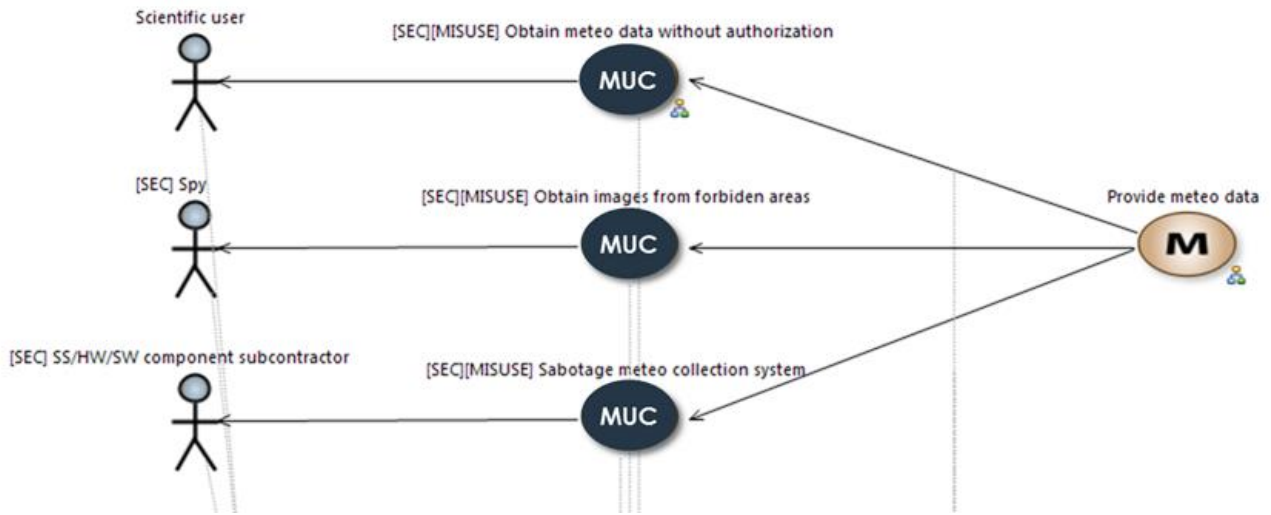 Scientific user
[SEC][MISUSE] Obtain meteo data without authorization
MUC
[SEC] Spy
[SEC][MISUSE] Obtain images from forbiden areas
Provide meteo data
MUC
M
[SEC] SS/HW/SW component subcontractor
[SEC][MISUSE] Sabotage meteo collection system
MUC